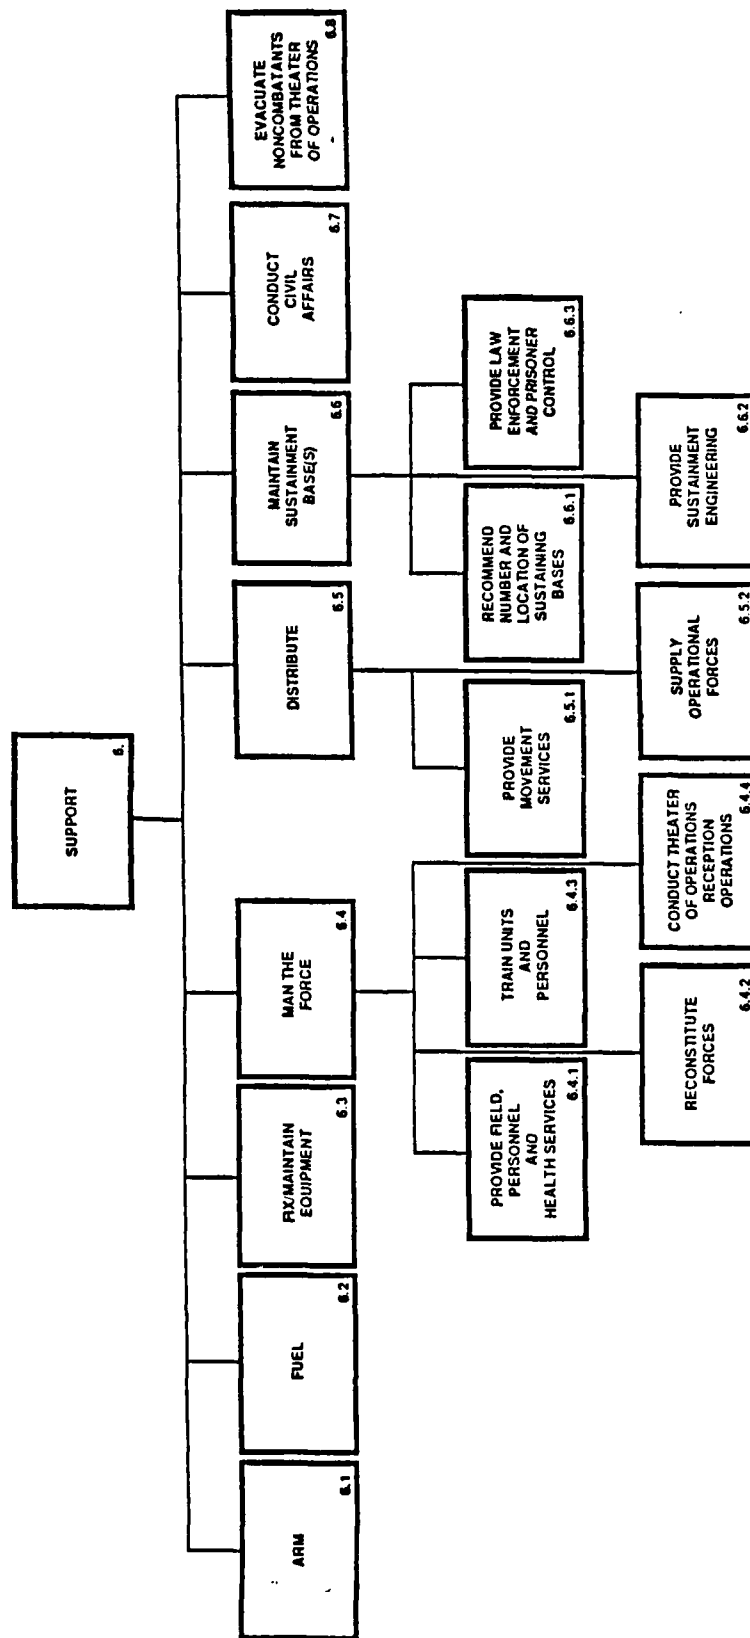 SUPPORT
6.
ARM
6.1
FUEL
6.2
FIX/MAINTAIN
EQUIPMENT
6.3
MAN THE
FORCE
6.4
DISTRIBUTE
6.5
MAINTAIN
SUSTAINMENT
BASE(S)
6.6
CONDUCT
CIVIL
AFFAIRS
6.7
EVACUATE
NONCOMBATANTS
FROM THEATER
OF OPERATIONS
6.8
PROVIDE FIELD,
PERSONNEL
AND
HEALTH SERVICES
6.4.1
TRAIN UNITS
AND
PERSONNEL
6.4.3
PROVIDE
MOVEMENT
SERVICES
6.5.1
RECOMMEND
NUMBER AND
LOCATION OF
SUSTAINING
BASES
6.6.1
PROVIDE LAW
ENFORCEMENT
AND PRISONER
CONTROL
6.6.3
RECONSTITUTE
FORCES
6.4.2
CONDUCT THEATER
OF OPERATIONS
RECEPTION
OPERATIONS
6.4.4
SUPPLY
OPERATIONAL
FORCES
6.5.2
PROVIDE
SUSTAINMENT
ENGINEERING
6.6.2